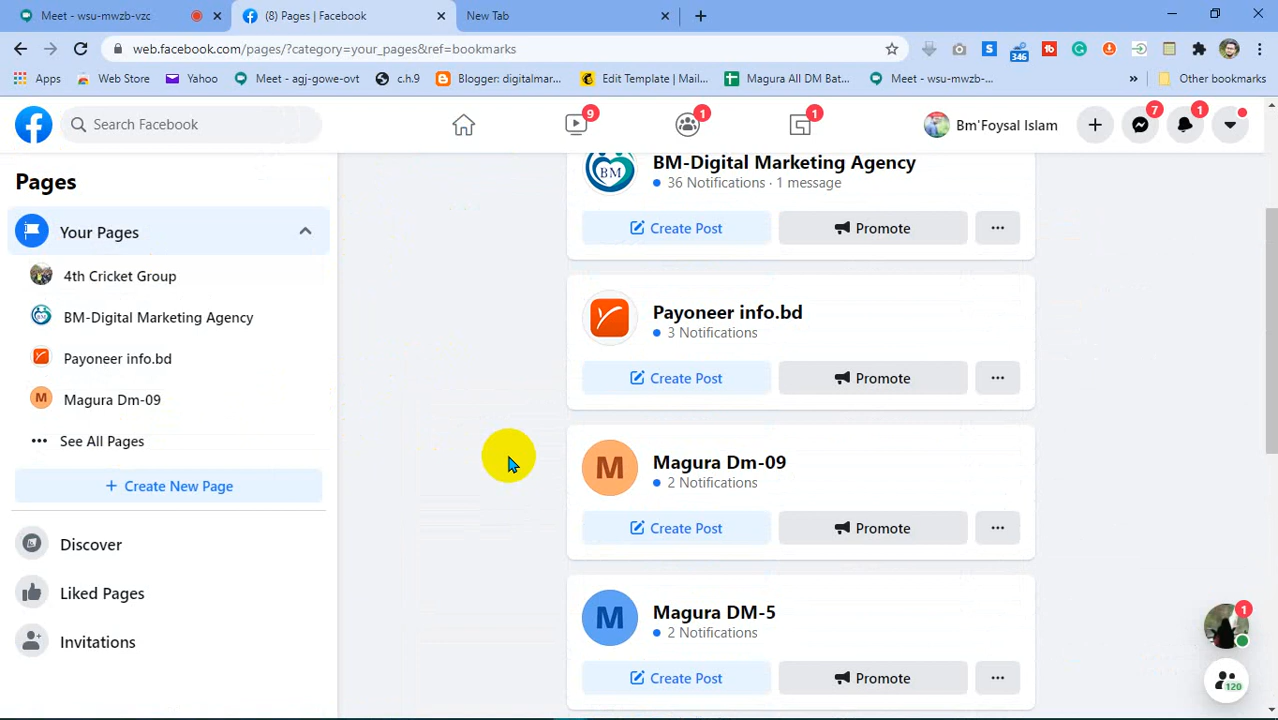 Meet - wsu-mwzb-vzc
(8) Pages | Facebook
New Tab
web.facebook.com/pages/?category=your_pages&ref=bookmarks
346
Apps
Web Store
Yahoo
Meet - agj-gowe-ovt
c.h.9
Blogger: digitalmar...
Edit Template | Mail...
Magura All DM Bat...
Meet - wsu-mwzb-...
»
Other bookmarks
Search Facebook
9
1
1
Bm'Foysal Islam
7
1
Pages
Your Pages
4th Cricket Group
BM-Digital Marketing Agency
Payoneer info.bd
M
Magura Dm-09
See All Pages
+ Create New Page
Discover
Liked Pages
Invitations
BM
BM-Digital Marketing Agency
36 Notifications · 1 message
Create Post
Promote
Payoneer info.bd
3 Notifications
Create Post
Promote
M
Magura Dm-09
2 Notifications
Create Post
Promote
M
Magura DM-5
2 Notifications
Create Post
Promote
1
120